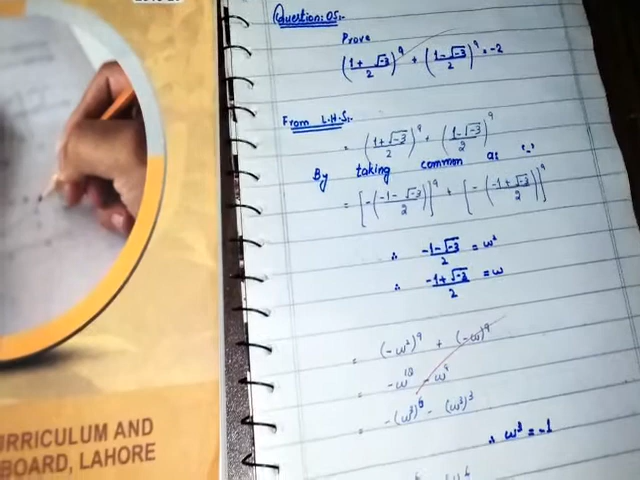 Question: 05:-
Prove
(1+√-3/2)^9 + (1-√-3/2)^9 = -2
From L.H.S:-
= (1+√-3/2)^9 + (1-√-3/2)^9
By taking common as (-)
= [-(-1-√-3/2)]^9 + [-(-1+√-3/2)]^9
∴ -1-√-3/2 = ω²
∴ -1+√-3/2 = ω
= (-ω²)^9 + (-ω)^9
= -ω^18 - ω^9
= -(ω³)^6 - (ω³)^3
∴ ω³ = -1
URRICULUM AND
BOARD, LAHORE